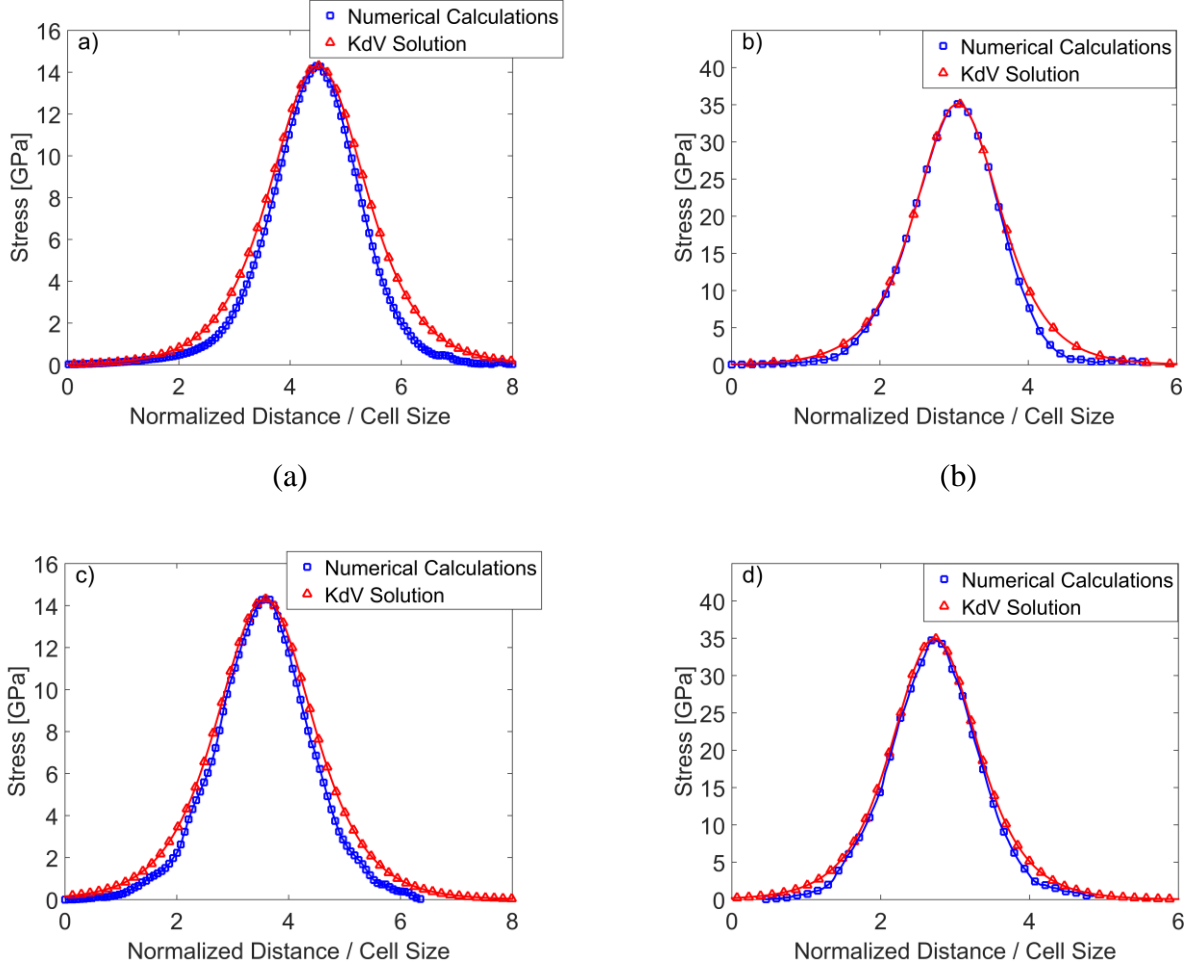 a)
Numerical Calculations
KdV Solution
Stress [GPa]
16
14
12
10
8
6
4
2
0
0 2 4 6 8
Normalized Distance / Cell Size
(a)
b)
Numerical Calculations
KdV Solution
Stress [GPa]
40
35
30
25
20
15
10
5
0
0 2 4 6
Normalized Distance / Cell Size
(b)
c)
Numerical Calculations
KdV Solution
Stress [GPa]
16
14
12
10
8
6
4
2
0
0 2 4 6 8
Normalized Distance / Cell Size
d)
Numerical Calculations
KdV Solution
Stress [GPa]
40
35
30
25
20
15
10
5
0
0 2 4 6
Normalized Distance / Cell Size